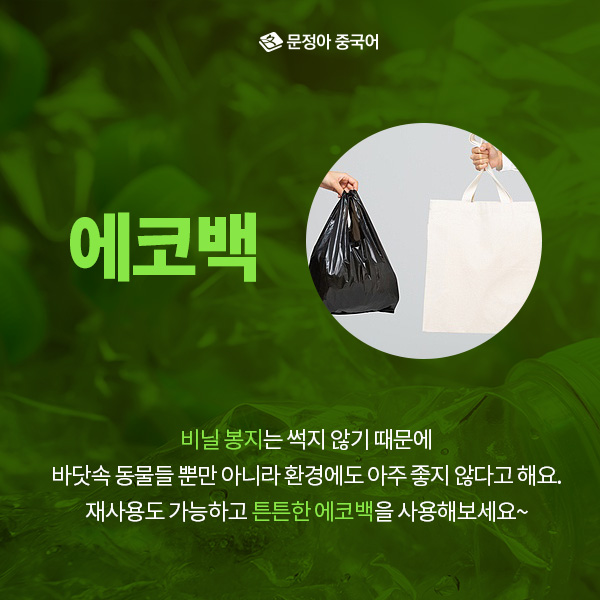 문정아 중국어
에코백
비닐 봉지는 썩지 않기 때문에
바닷속 동물들 뿐만 아니라 환경에도 아주 좋지 않다고 해요.
재사용도 가능하고 튼튼한 에코백을 사용해보세요~